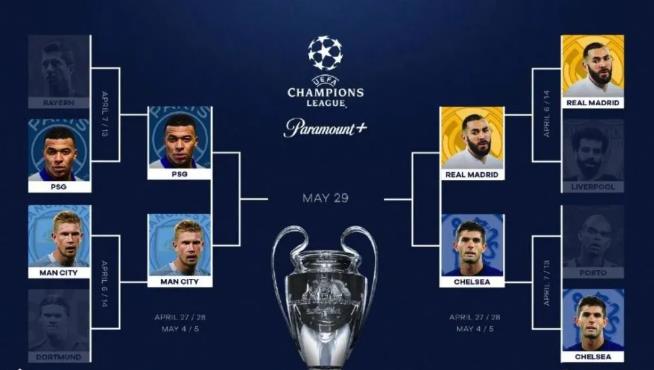 UEFA
CHAMPIONS
LEAGUE
Paramount+
BAYERN
APRIL 7 / 13
PSG
PSG
MAN CITY
MAN CITY
APRIL 6 / 14
DORTMUND
APRIL 27 / 28
MAY 4 / 5
MAY 29
REAL MADRID
REAL MADRID
APRIL 6 / 14
LIVERPOOL
PORTO
CHELSEA
APRIL 7 / 13
CHELSEA
APRIL 27 / 28
MAY 4 / 5